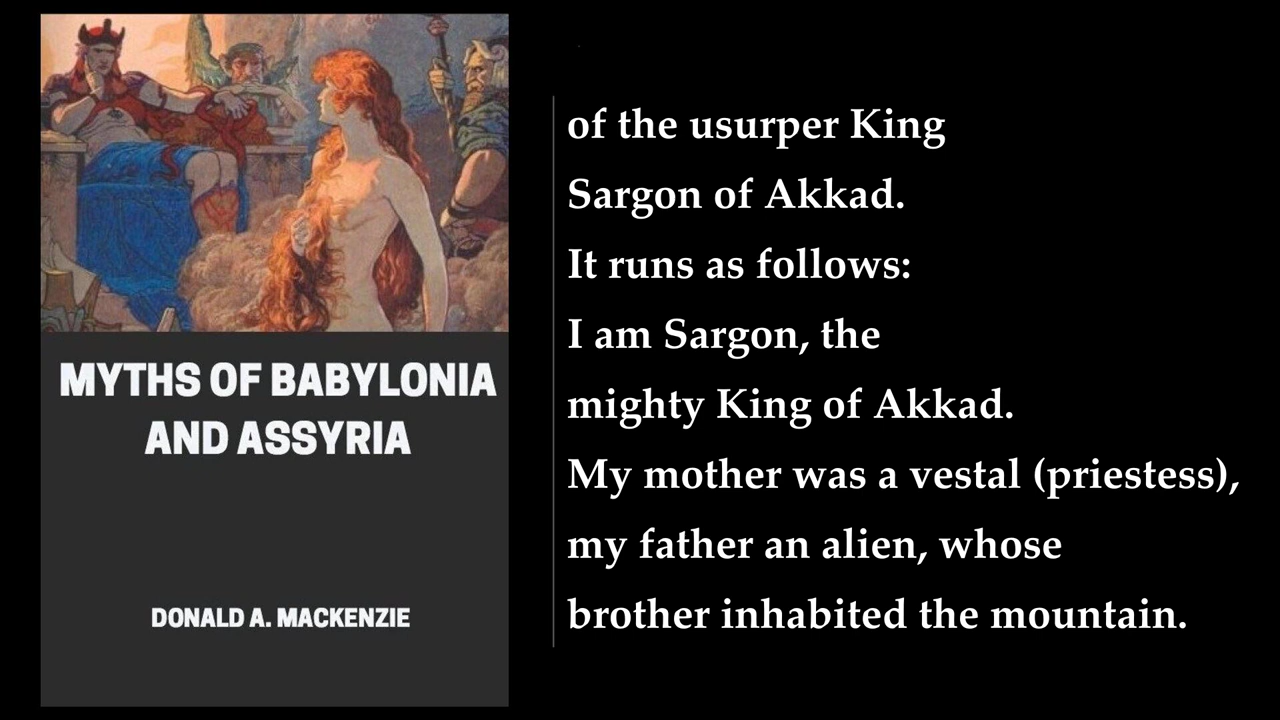 MYTHS OF BABYLONIA
AND ASSYRIA
DONALD A. MACKENZIE
of the usurper King
Sargon of Akkad.
It runs as follows:
I am Sargon, the
mighty King of Akkad.
My mother was a vestal (priestess),
my father an alien, whose
brother inhabited the mountain.